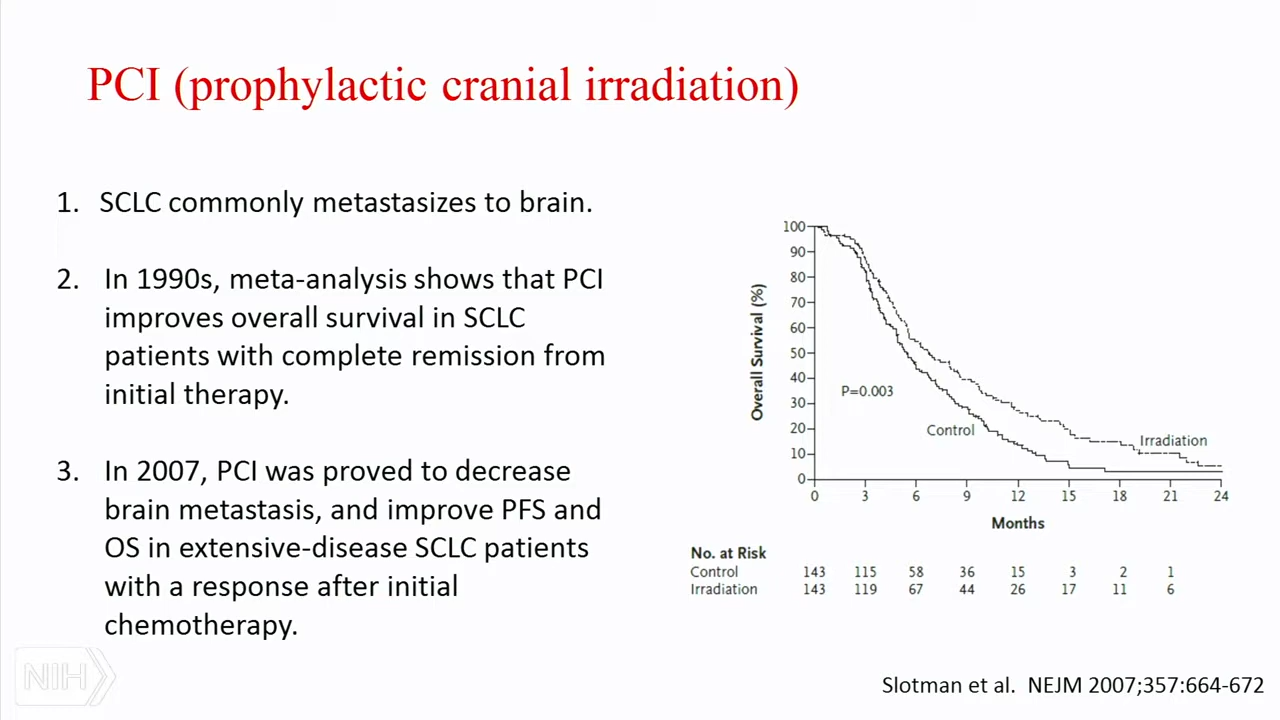 PCI (prophylactic cranial irradiation)
1. SCLC commonly metastasizes to brain.
2. In 1990s, meta-analysis shows that PCI
improves overall survival in SCLC
patients with complete remission from
initial therapy.
3. In 2007, PCI was proved to decrease
brain metastasis, and improve PFS and
OS in extensive-disease SCLC patients
with a response after initial
chemotherapy.
100
90
80
70
60
50
40
30
20
10
0
Overall Survival (%)
P=0.003
Control
Irradiation
0 3 6 9 12 15 18 21 24
Months
No. at Risk
Control 143 115 58 36 15 3 2 1
Irradiation 143 119 67 44 26 17 11 6
NIH
Slotman et al. NEJM 2007;357:664-672